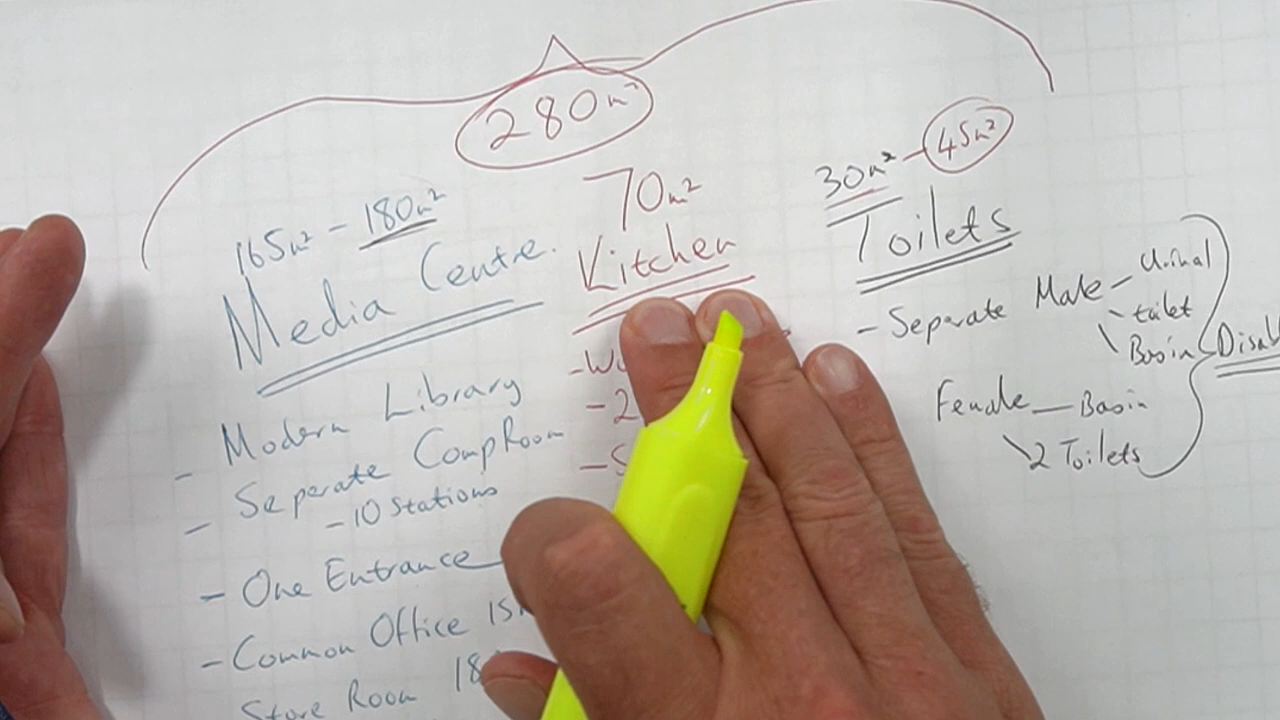 280m²
165m² - 180m²
Media Centre.
- Modern Library
- Seperate Comp Room
- 10 Stations
- One Entrance
- Common Office
Store Room
70m²
Kitchen
30m² - 45m²
Toilets
- Separate Male - Urinal
- toilet
\ Basin
Female - Basin
\ 2 Toilets